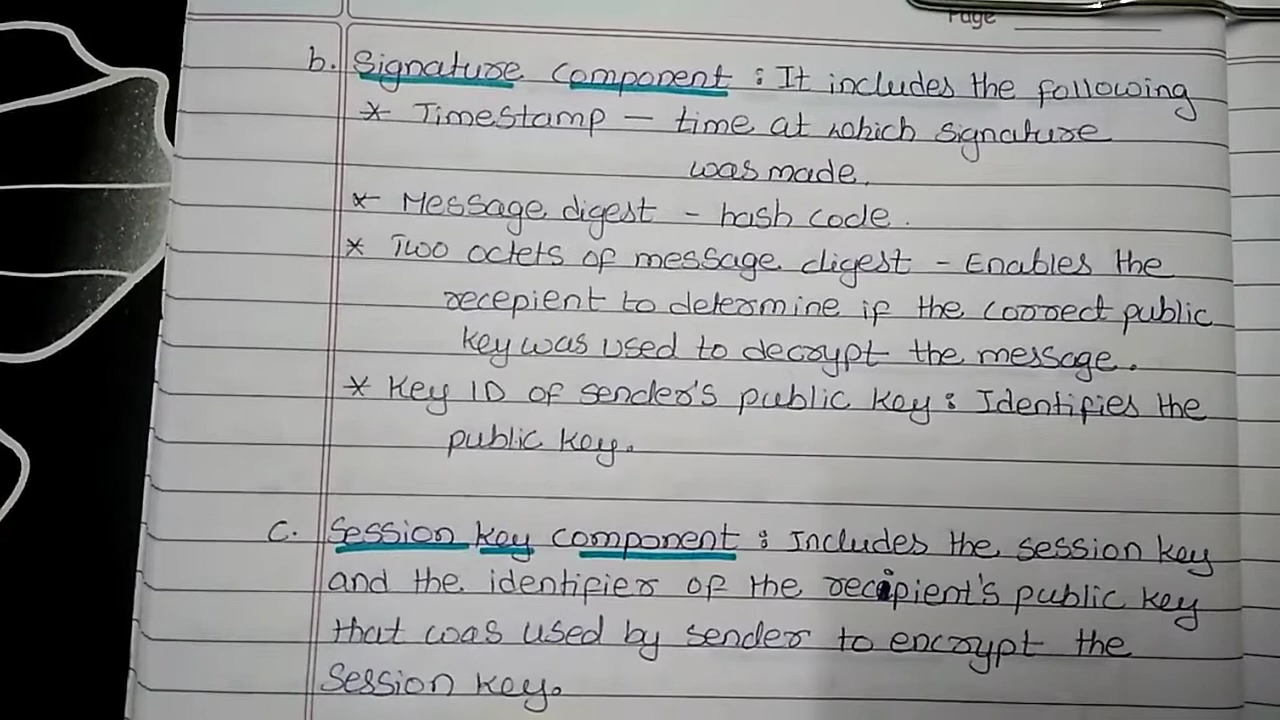 Page
b. Signature component : It includes the following
* Timestamp - time at which signature
was made.
* Message digest - hash code.
* Two octets of message digest - Enables the
recepient to determine if the correct public
key was used to decrypt the message.
* Key ID of sender's public key : Identifies the
public key.
c. Session key component : Includes the session key
and the identifier of the recipient's public key
that was used by sender to encrypt the
Session key.